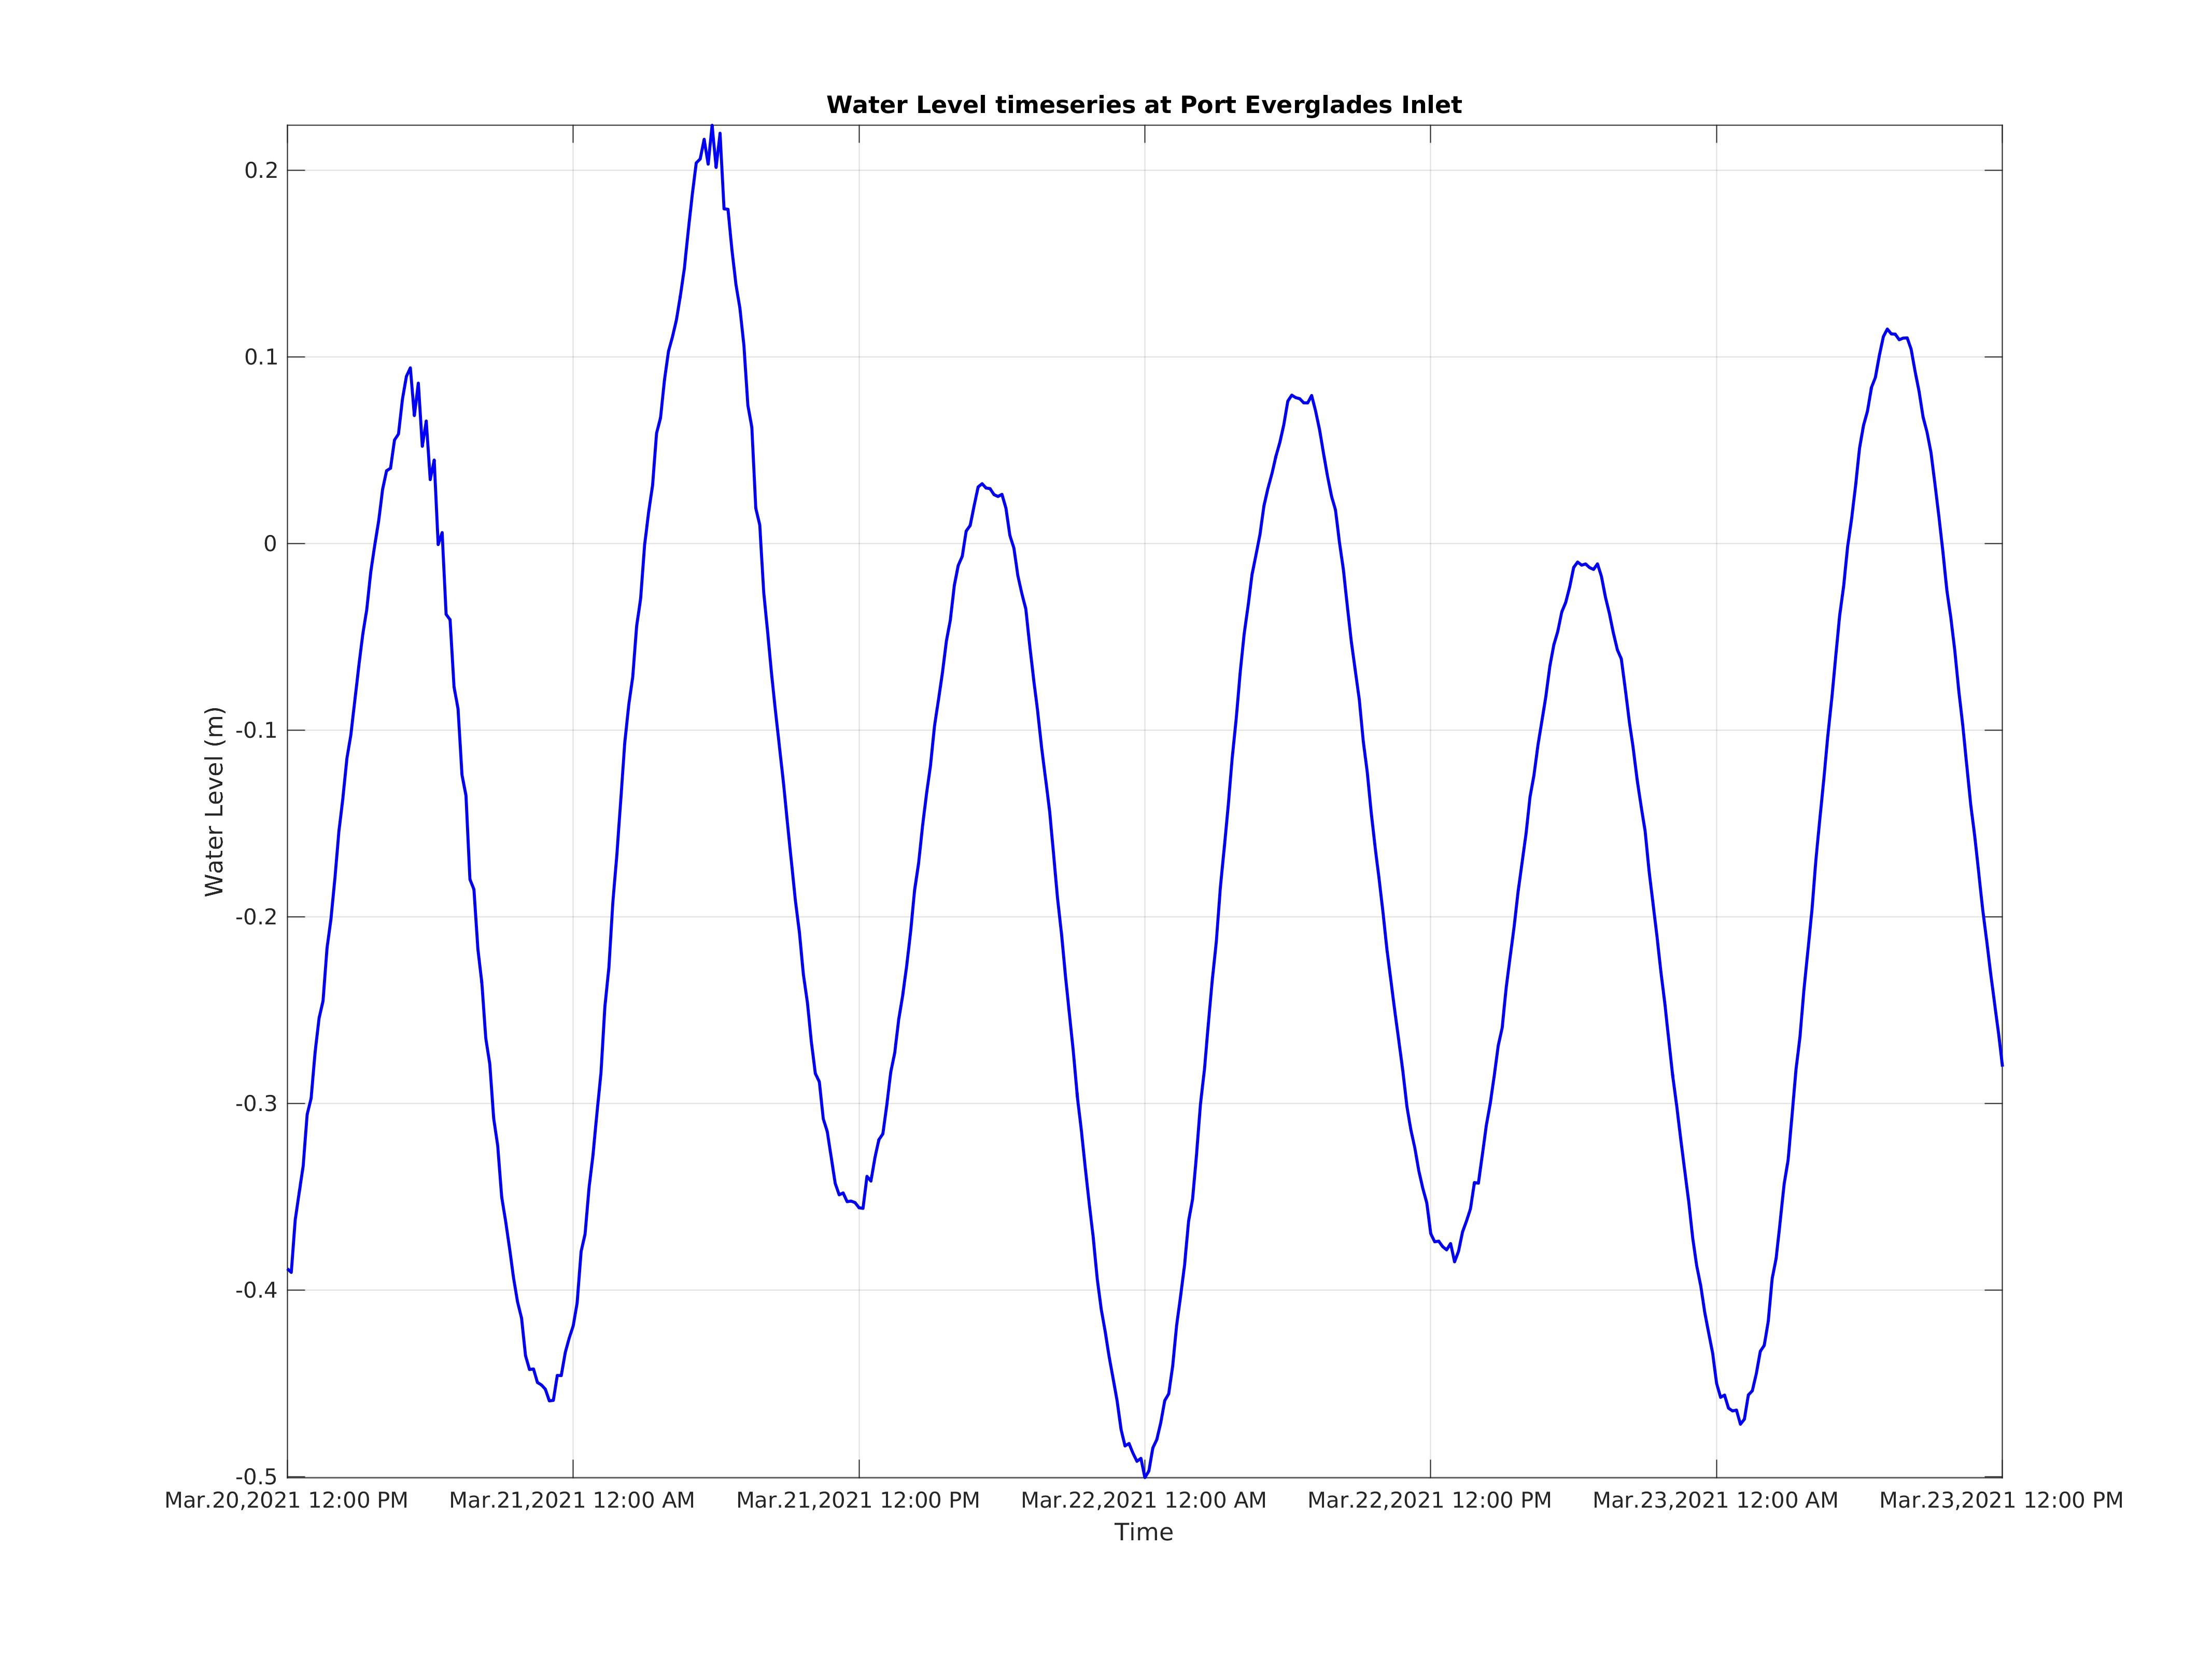 Water Level timeseries at Port Everglades Inlet
0.2
0.1
0
-0.1
-0.2
-0.3
-0.4
-0.5
Water Level (m)
Mar.20,2021 12:00 PM Mar.21,2021 12:00 AM Mar.21,2021 12:00 PM Mar.22,2021 12:00 AM Mar.22,2021 12:00 PM Mar.23,2021 12:00 AM Mar.23,2021 12:00 PM
Time